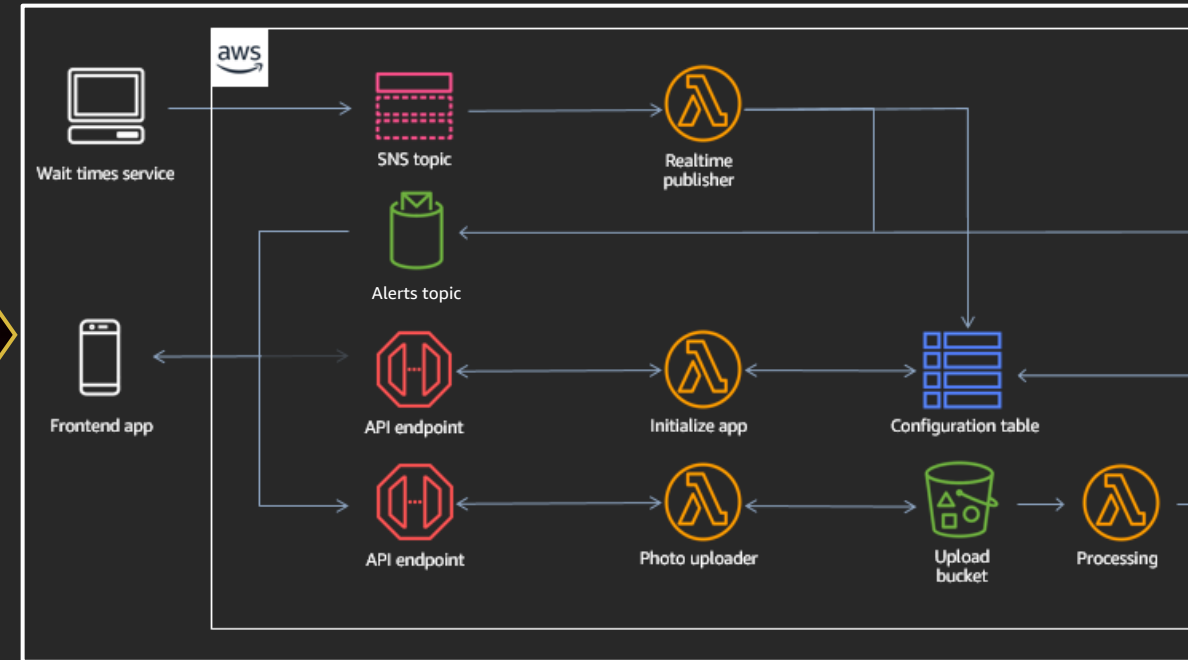 aws
Wait times service
SNS topic
Realtime
publisher
Alerts topic
Frontend app
API endpoint
Initialize app
Configuration table
API endpoint
Photo uploader
Upload
bucket
Processing